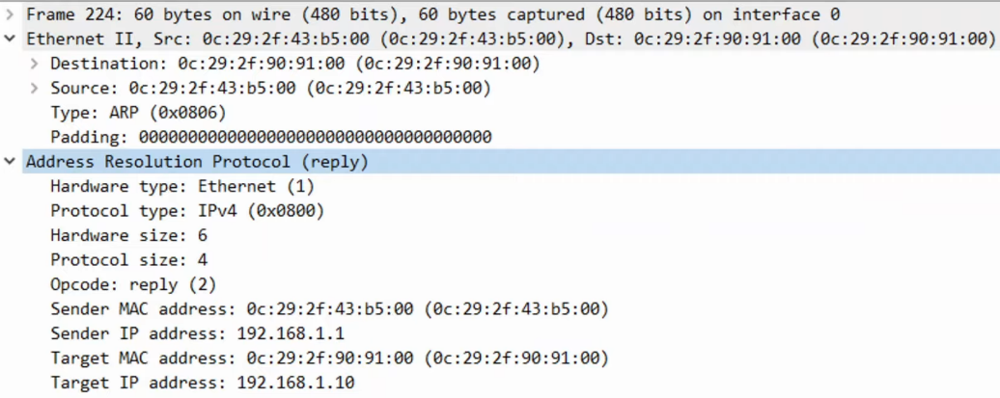 Frame 224: 60 bytes on wire (480 bits), 60 bytes captured (480 bits) on interface 0
Ethernet II, Src: 0c:29:2f:43:b5:00 (0c:29:2f:43:b5:00), Dst: 0c:29:2f:90:91:00 (0c:29:2f:90:91:00)
Destination: 0c:29:2f:90:91:00 (0c:29:2f:90:91:00)
Source: 0c:29:2f:43:b5:00 (0c:29:2f:43:b5:00)
Type: ARP (0x0806)
Padding: 000000000000000000000000000000000000
Address Resolution Protocol (reply)
Hardware type: Ethernet (1)
Protocol type: IPv4 (0x0800)
Hardware size: 6
Protocol size: 4
Opcode: reply (2)
Sender MAC address: 0c:29:2f:43:b5:00 (0c:29:2f:43:b5:00)
Sender IP address: 192.168.1.1
Target MAC address: 0c:29:2f:90:91:00 (0c:29:2f:90:91:00)
Target IP address: 192.168.1.10